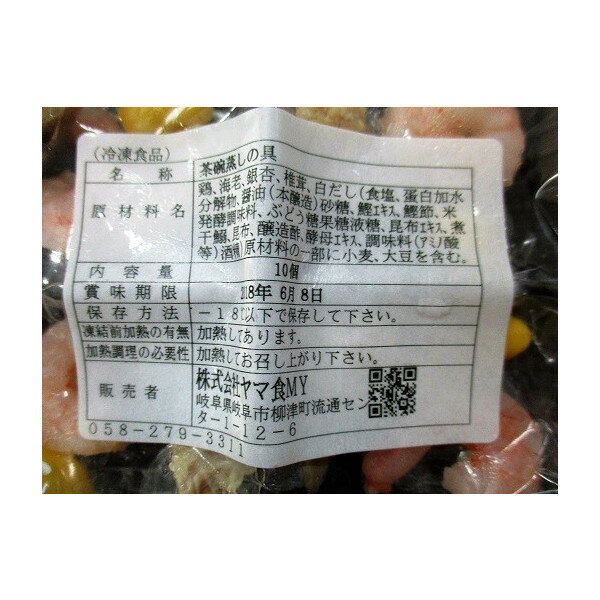 (冷凍食品)
名称 茶碗蒸しの具
原材料名 鶏、海老、銀杏、椎茸、白だし(食塩、蛋白加水
分解物、醤油(本醸造)砂糖、鰹エキス、鰹節、米
発酵調味料、ぶどう糖果糖液糖、昆布エキス、煮
干鰯、昆布、醸造酢、酵母エキス、調味料(アミノ酸
等)酒精)原材料の一部に小麦、大豆を含む。
内容量 10個
賞味期限 2018年 6月 8日
保存方法 -18℃以下で保存して下さい。
凍結前加熱の有無 加熱してあります。
加熱調理の必要性 加熱してお召し上がり下さい。
販売者 株式会社ヤマ食MY
岐阜県岐阜市柳津町流通セン
ター1-12-6
058-279-3311